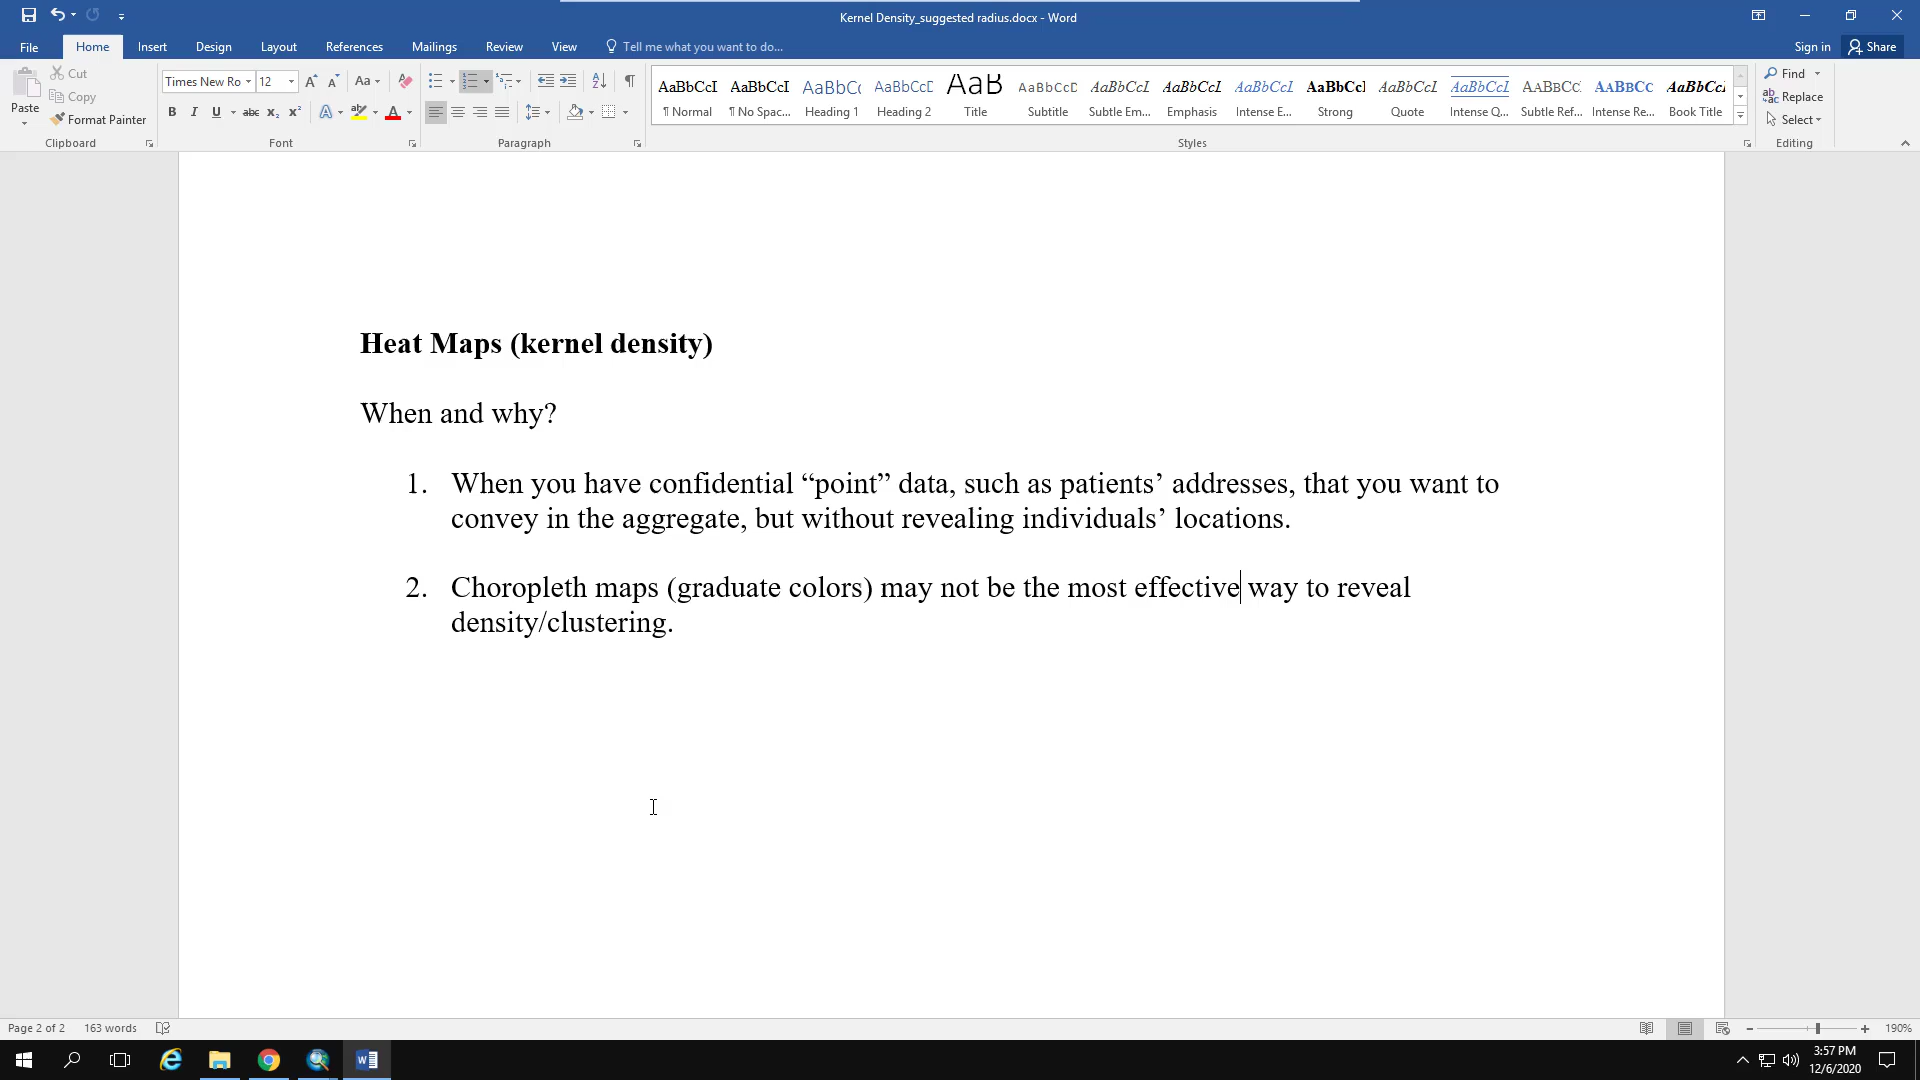 Kernel Density_suggested radius.docx - Word
File Home Insert Design Layout References Mailings Review View Tell me what you want to do... Sign in Share
Paste Cut Copy Format Painter
Times New Ro 12 Aa
B I U abc x₂ x² A ab A
AaBbCcI AaBbCcI AaBbCc AaBbCcD AaB AaBbCcD AaBbCcI AaBbCcI AaBbCcI AaBbCcI AaBbCcI AaBbCcI AABBCC AABBCC AaBbCcI
¶ Normal ¶ No Spac... Heading 1 Heading 2 Title Subtitle Subtle Em... Emphasis Intense E... Strong Quote Intense Q... Subtle Ref... Intense Re... Book Title
Find Replace Select
Clipboard Font Paragraph Styles Editing
Heat Maps (kernel density)
When and why?
1. When you have confidential “point” data, such as patients’ addresses, that you want to
convey in the aggregate, but without revealing individuals’ locations.
2. Choropleth maps (graduate colors) may not be the most effective way to reveal
density/clustering.
Page 2 of 2 163 words 190%
3:57 PM
12/6/2020